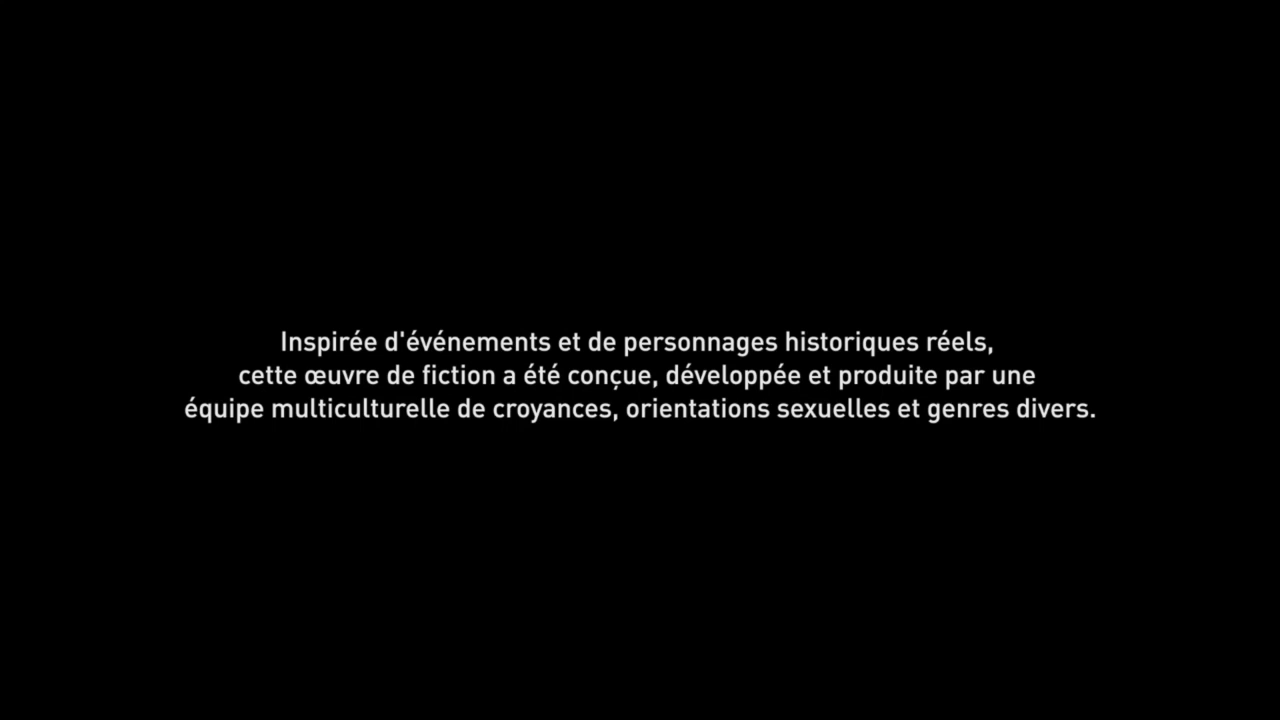 Inspirée d'événements et de personnages historiques réels,
cette œuvre de fiction a été conçue, développée et produite par une
équipe multiculturelle de croyances, orientations sexuelles et genres divers.